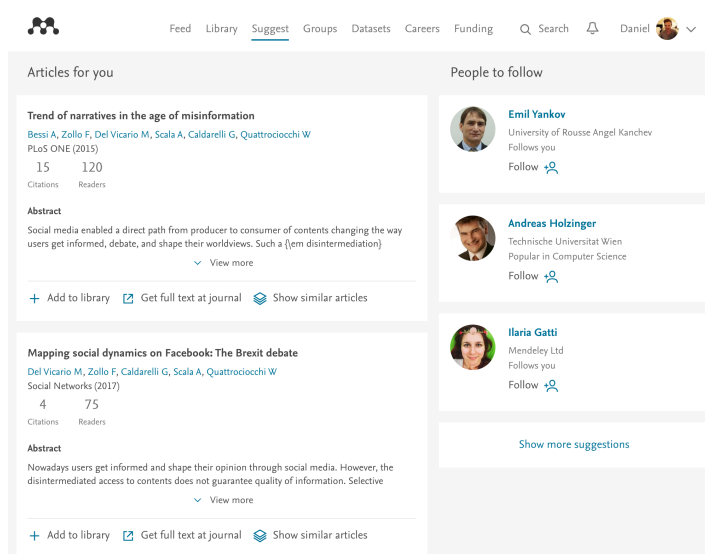 Feed Library Suggest Groups Datasets Careers Funding Search Daniel
Articles for you
Trend of narratives in the age of misinformation
Bessi A, Zollo F, Del Vicario M, Scala A, Caldarelli G, Quattrociocchi W
PLoS ONE (2015)
15 120
Citations Readers
Abstract
Social media enabled a direct path from producer to consumer of contents changing the way
users get informed, debate, and shape their worldviews. Such a {\em disintermediation}
View more
Add to library Get full text at journal Show similar articles
Mapping social dynamics on Facebook: The Brexit debate
Del Vicario M, Zollo F, Caldarelli G, Scala A, Quattrociocchi W
Social Networks (2017)
4 75
Citations Readers
Abstract
Nowadays users get informed and shape their opinion through social media. However, the
disintermediated access to contents does not guarantee quality of information. Selective
View more
Add to library Get full text at journal Show similar articles
People to follow
Emil Yankov
University of Rousse Angel Kanchev
Follows you
Follow
Andreas Holzinger
Technische Universitat Wien
Popular in Computer Science
Follow
Ilaria Gatti
Mendeley Ltd
Follows you
Follow
Show more suggestions